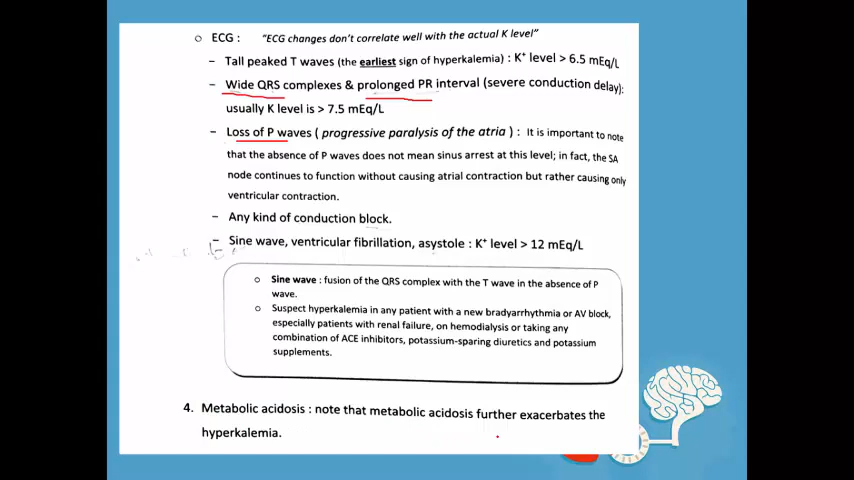 ○ ECG : "ECG changes don't correlate well with the actual K level"
− Tall peaked T waves (the earliest sign of hyperkalemia) : K⁺ level > 6.5 mEq/L
− Wide QRS complexes & prolonged PR interval (severe conduction delay):
usually K level is > 7.5 mEq/L
− Loss of P waves ( progressive paralysis of the atria ) : It is important to note
that the absence of P waves does not mean sinus arrest at this level; in fact, the SA
node continues to function without causing atrial contraction but rather causing only
ventricular contraction.
− Any kind of conduction block.
− Sine wave, ventricular fibrillation, asystole : K⁺ level > 12 mEq/L
○ Sine wave : fusion of the QRS complex with the T wave in the absence of P
wave.
○ Suspect hyperkalemia in any patient with a new bradyarrhythmia or AV block,
especially patients with renal failure, on hemodialysis or taking any
combination of ACE inhibitors, potassium-sparing diuretics and potassium
supplements.
4. Metabolic acidosis : note that metabolic acidosis further exacerbates the
hyperkalemia.